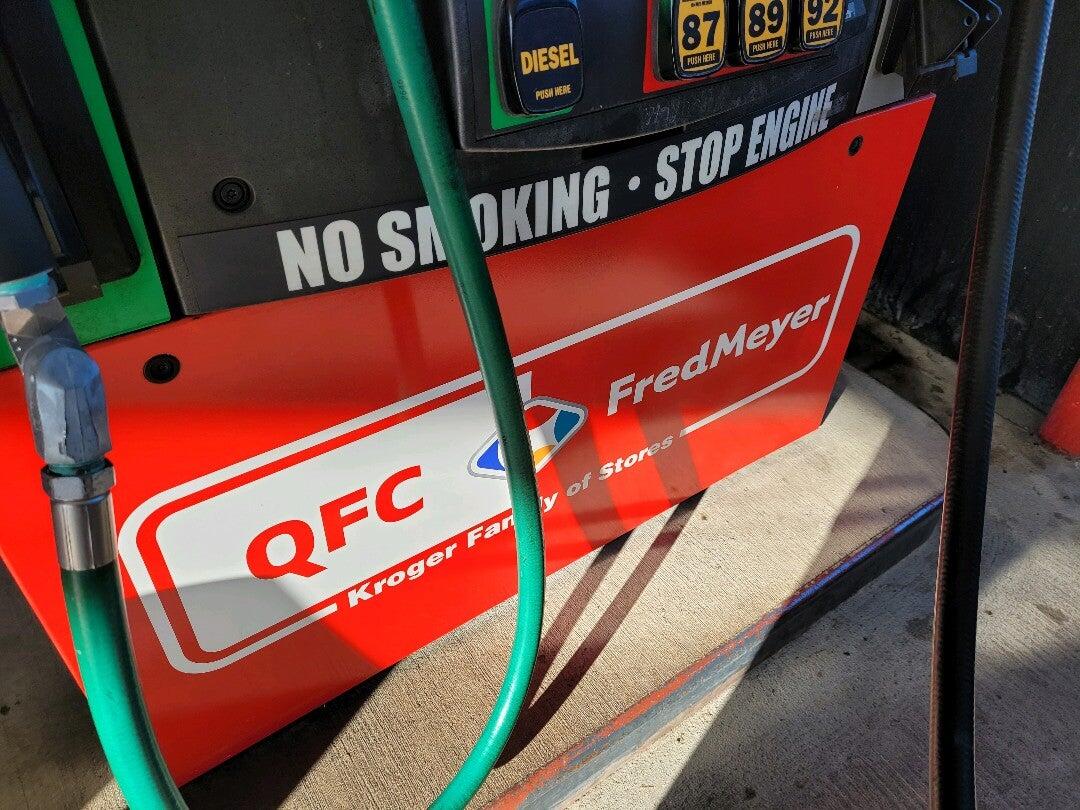 DIESEL
PUSH HERE
87
PUSH HERE
89
PUSH HERE
92
PUSH HERE
NO SMOKING · STOP ENGINE
QFC
FredMeyer
Kroger Family of Stores